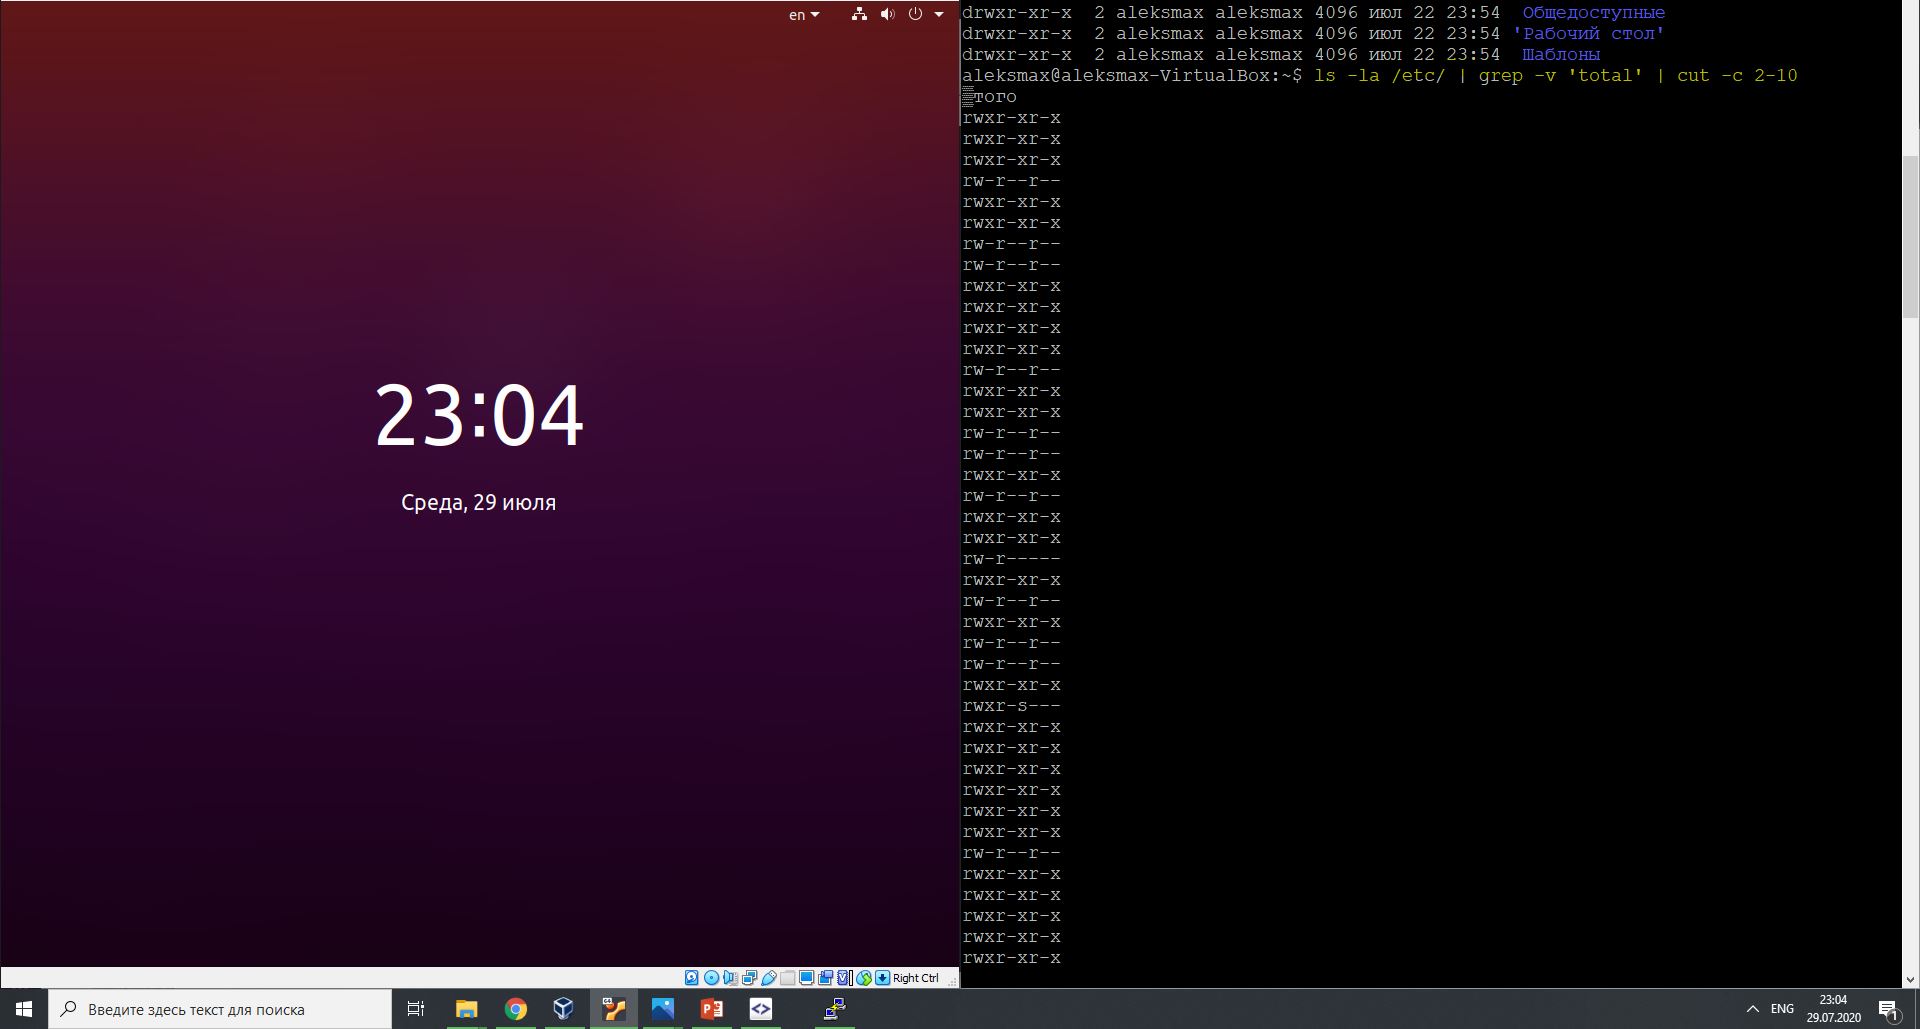 en
23:04
Среда, 29 июля
Right Ctrl
drwxr-xr-x  2 aleksmax aleksmax 4096 июл 22 23:54  Общедоступные
drwxr-xr-x  2 aleksmax aleksmax 4096 июл 22 23:54 'Рабочий стол'
drwxr-xr-x  2 aleksmax aleksmax 4096 июл 22 23:54  Шаблоны
aleksmax@aleksmax-VirtualBox:~$ ls -la /etc/ | grep -v 'total' | cut -c 2-10
того
rwxr-xr-x
rwxr-xr-x
rwxr-xr-x
rw-r--r--
rwxr-xr-x
rwxr-xr-x
rw-r--r--
rw-r--r--
rwxr-xr-x
rwxr-xr-x
rwxr-xr-x
rwxr-xr-x
rw-r--r--
rwxr-xr-x
rwxr-xr-x
rw-r--r--
rw-r--r--
rwxr-xr-x
rw-r--r--
rwxr-xr-x
rwxr-xr-x
rw-r-----
rwxr-xr-x
rw-r--r--
rwxr-xr-x
rw-r--r--
rw-r--r--
rwxr-xr-x
rwxr-s---
rwxr-xr-x
rwxr-xr-x
rwxr-xr-x
rwxr-xr-x
rwxr-xr-x
rwxr-xr-x
rw-r--r--
rwxr-xr-x
rwxr-xr-x
rwxr-xr-x
rwxr-xr-x
rwxr-xr-x
Введите здесь текст для поиска
ENG
23:04
29.07.2020
1